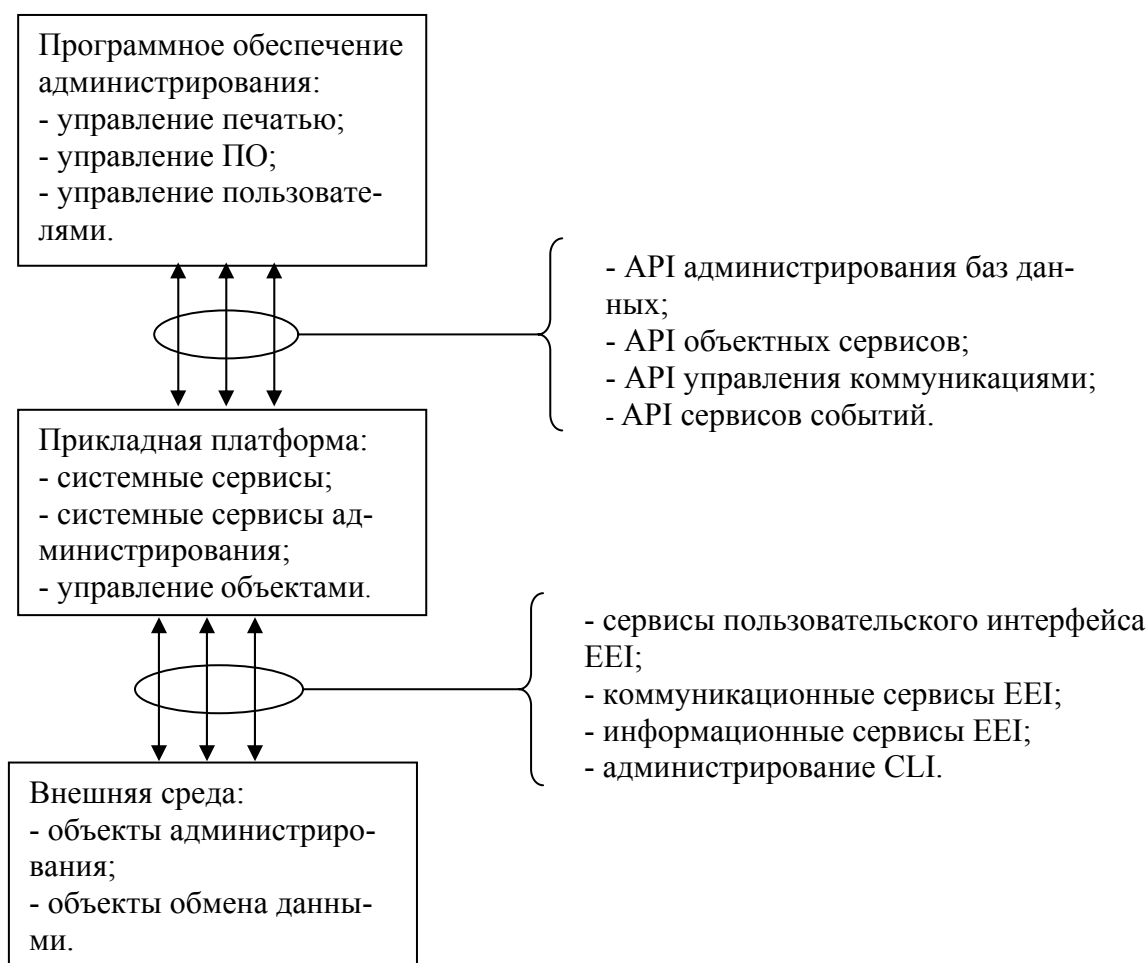 Программное обеспечение
администрирования:
- управление печатью;
- управление ПО;
- управление пользовате-
лями.
- API администрирования баз дан-
ных;
- API объектных сервисов;
- API управления коммуникациями;
- API сервисов событий.
Прикладная платформа:
- системные сервисы;
- системные сервисы ад-
министрирования;
- управление объектами.
- сервисы пользовательского интерфейса
EEI;
- коммуникационные сервисы EEI;
- информационные сервисы EEI;
- администрирование CLI.
Внешняя среда:
- объекты администриро-
вания;
- объекты обмена данны-
ми.